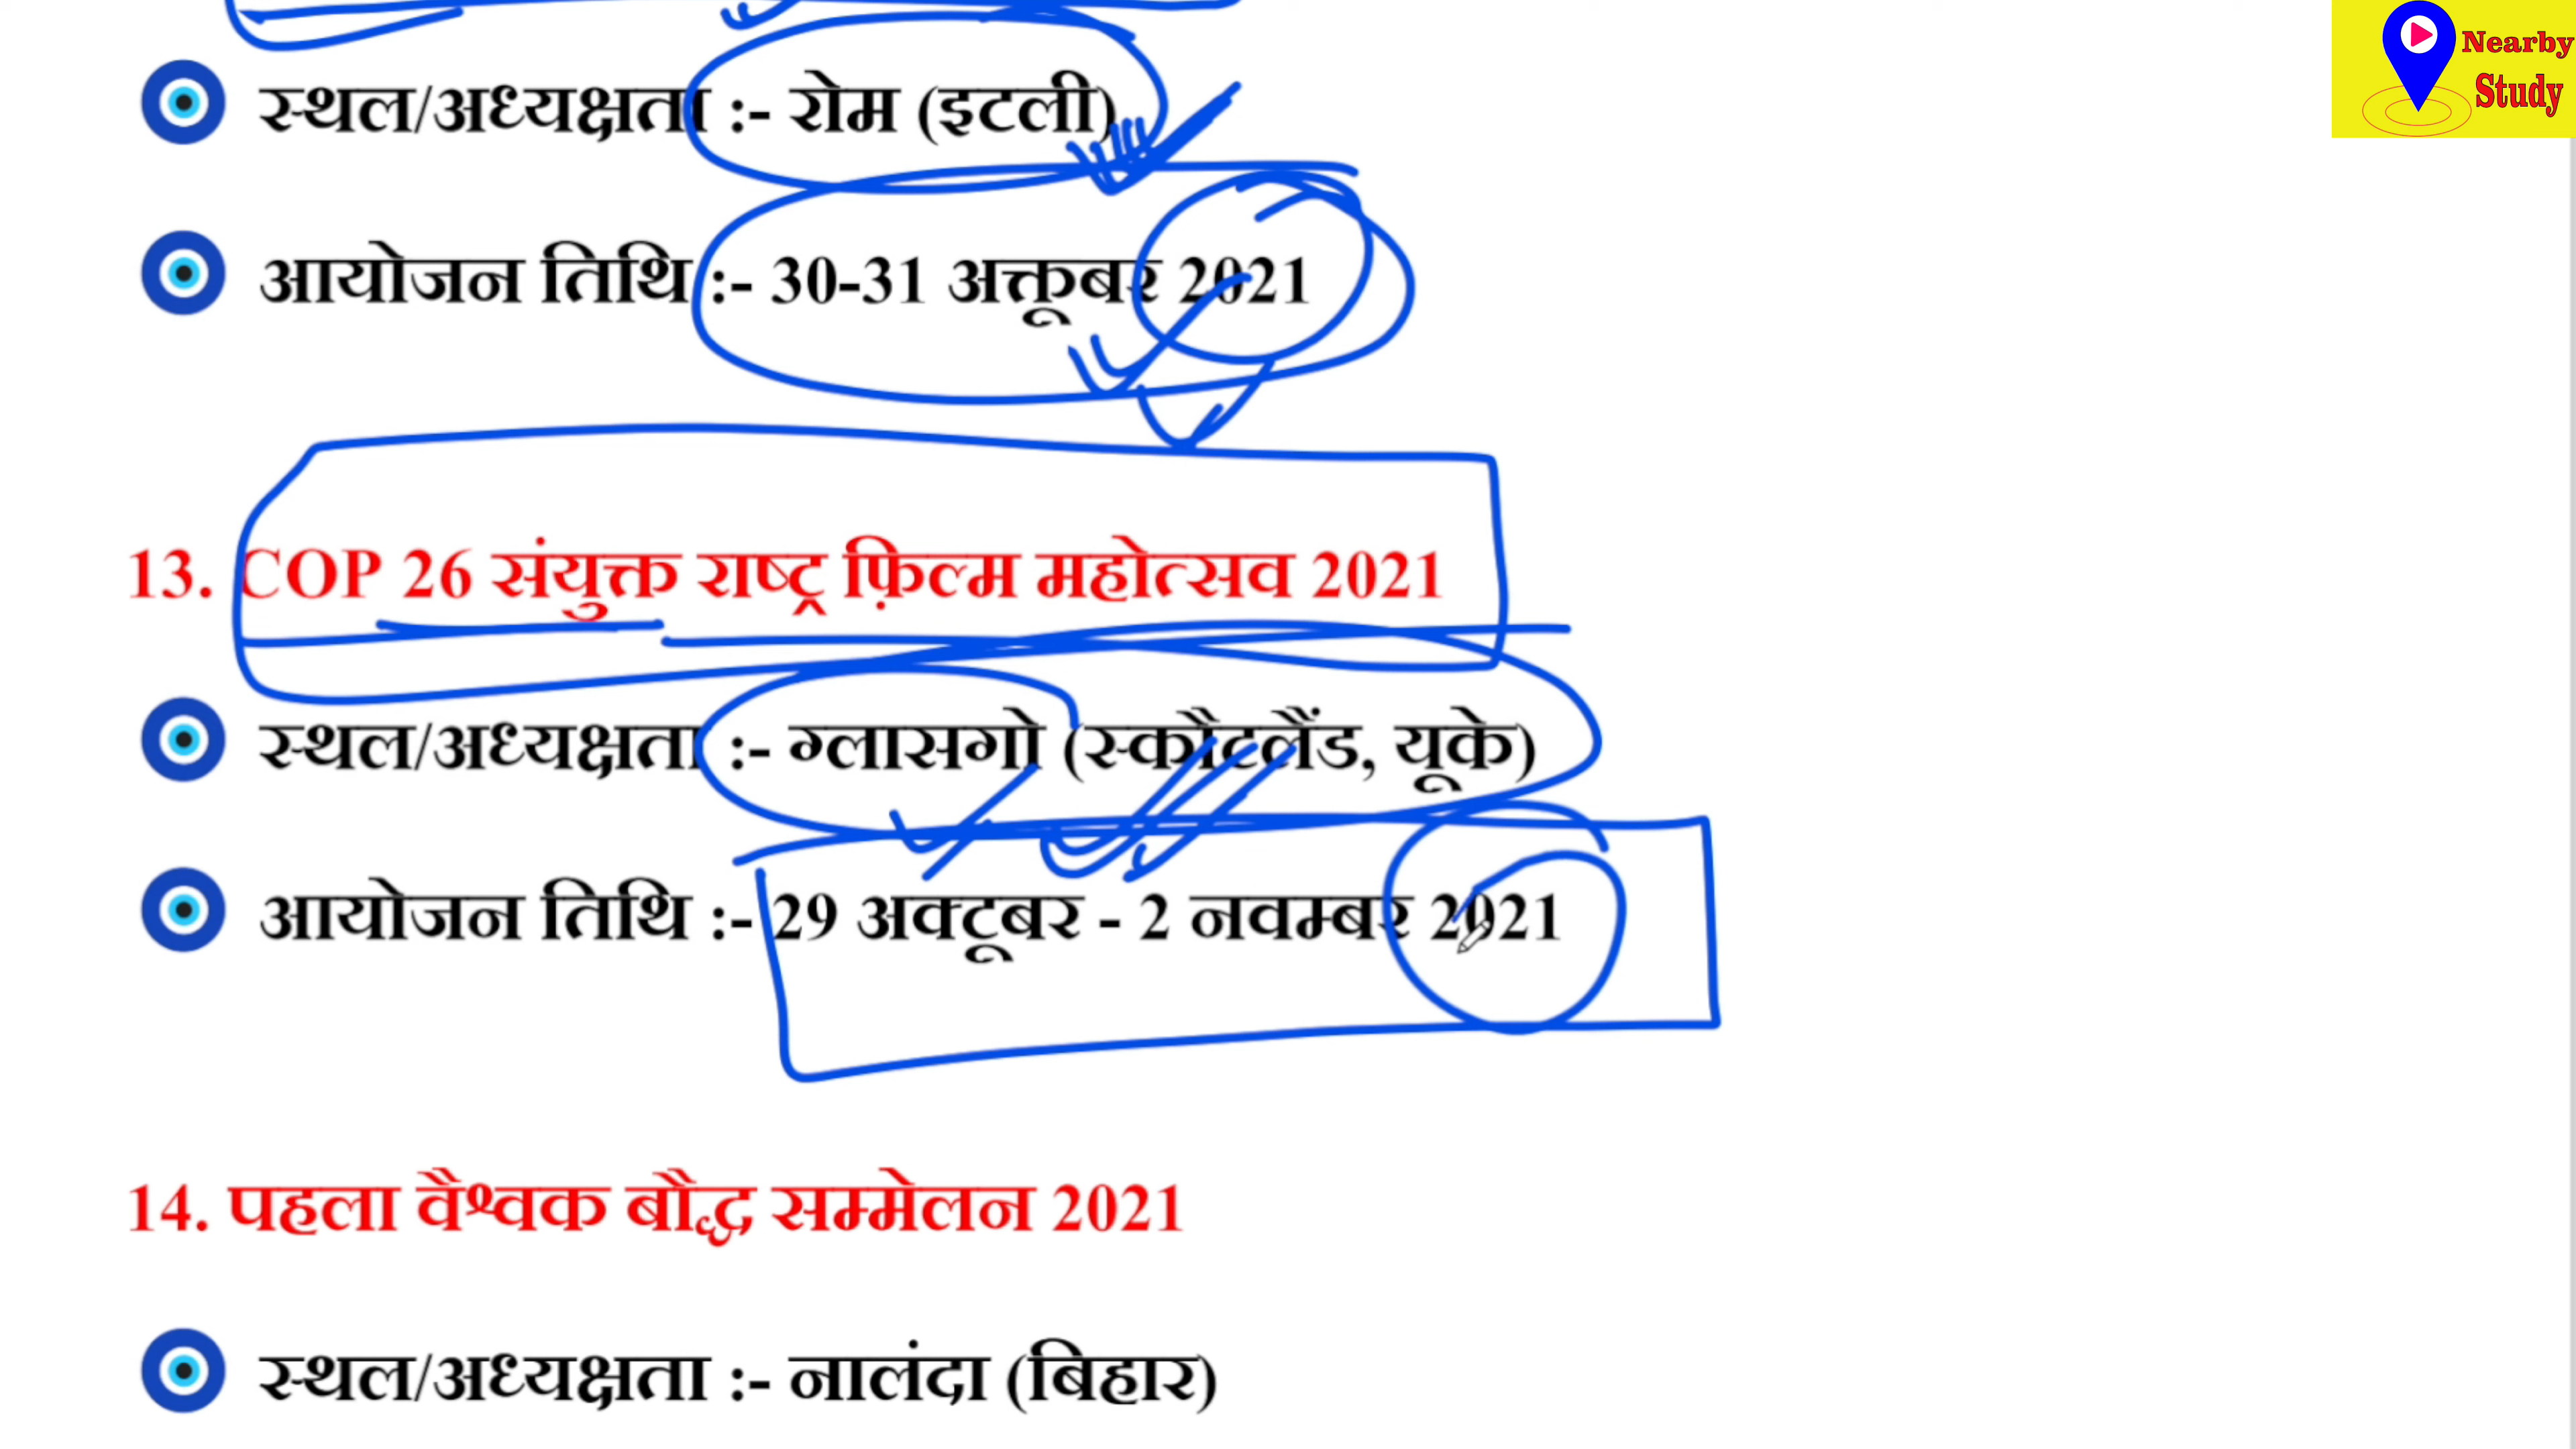 Nearby
Study
स्थल/अध्यक्षता :- रोम (इटली)
आयोजन तिथि :- 30-31 अक्तूबर 2021
13. COP 26 संयुक्त राष्ट्र फ़िल्म महोत्सव 2021
स्थल/अध्यक्षता :- ग्लासगो (स्कौटलैंड, यूके)
आयोजन तिथि :- 29 अक्टूबर - 2 नवम्बर 2021
14. पहला वैश्वक बौद्ध सम्मेलन 2021
स्थल/अध्यक्षता :- नालंदा (बिहार)